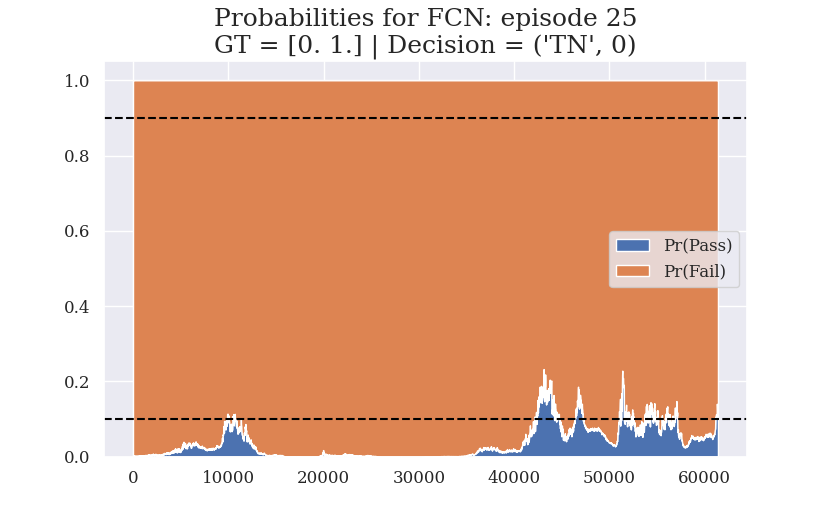 Probabilities for FCN: episode 25
GT = [0. 1.] | Decision = ('TN', 0)
1.0
0.8
0.6
0.4
0.2
0.0
Pr(Pass)
Pr(Fail)
0 10000 20000 30000 40000 50000 60000